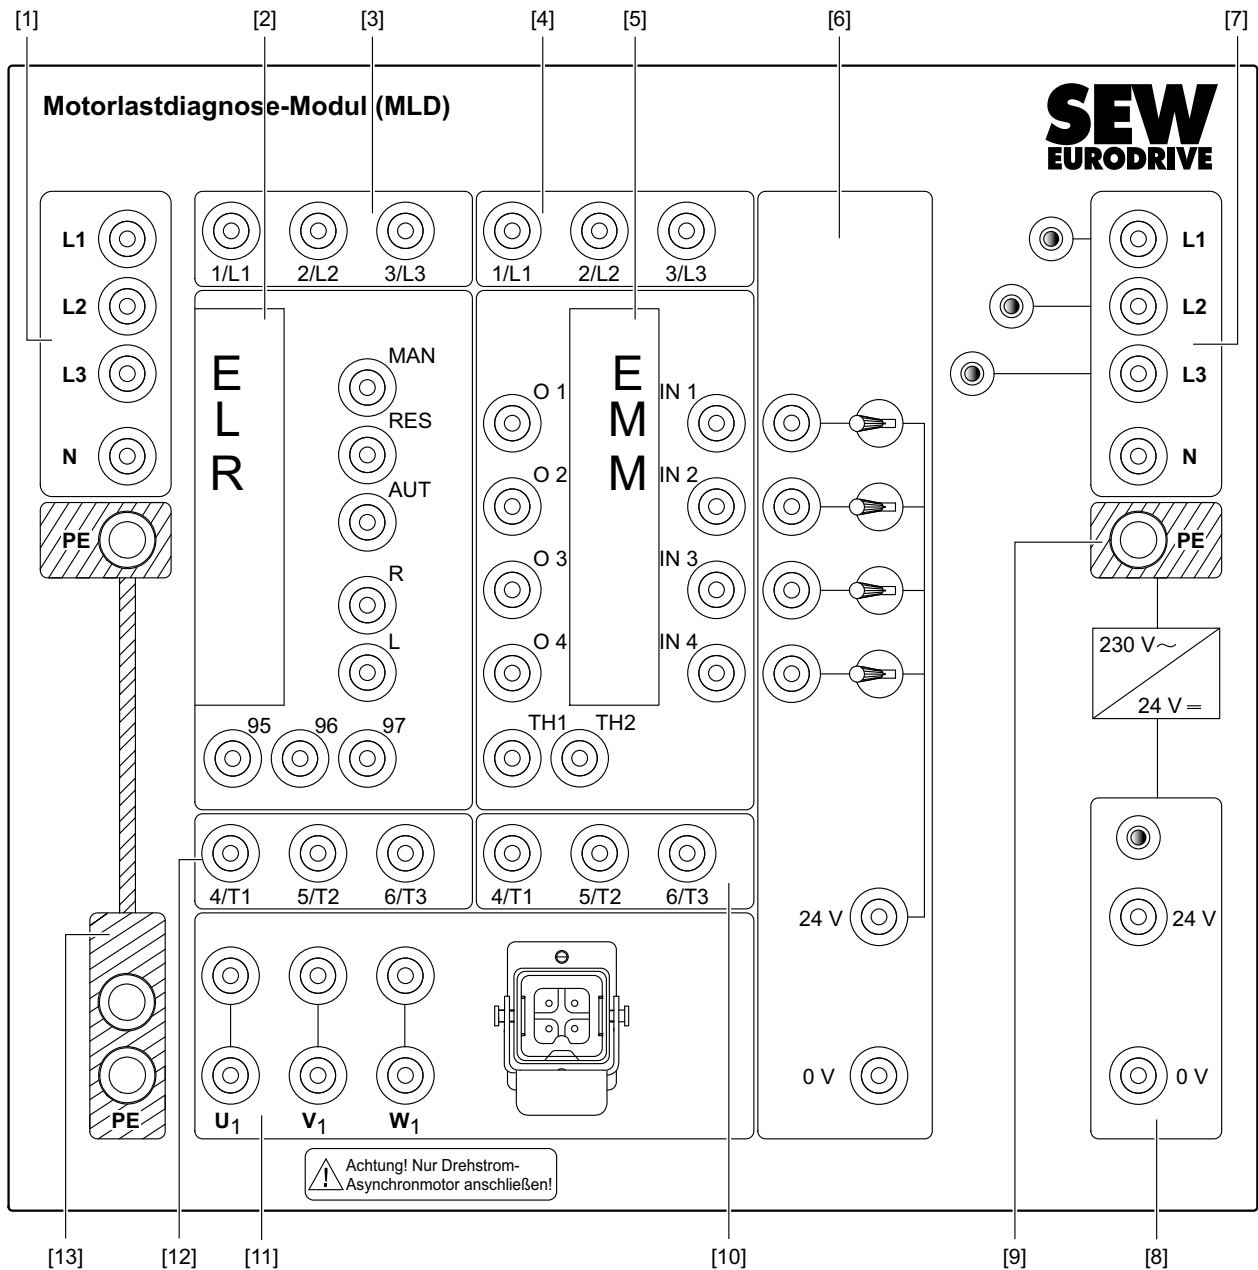 [1] [2] [3] [4] [5] [6] [7]
Motorlastdiagnose-Modul (MLD)
SEW
EURODRIVE
L1
L2
L3
N
PE
1/L1 2/L2 3/L3
E
L
R
MAN
RES
AUT
R
L
95 96 97
4/T1 5/T2 6/T3
1/L1 2/L2 3/L3
O 1
O 2
O 3
O 4
E
M
M
IN 1
IN 2
IN 3
IN 4
TH1 TH2
4/T1 5/T2 6/T3
24 V
0 V
L1
L2
L3
N
PE
230 V~
24 V⎓
24 V
0 V
PE
U1 V1 W1
Achtung! Nur Drehstrom-
Asynchronmotor anschließen!
[13] [12] [11] [10] [9] [8]